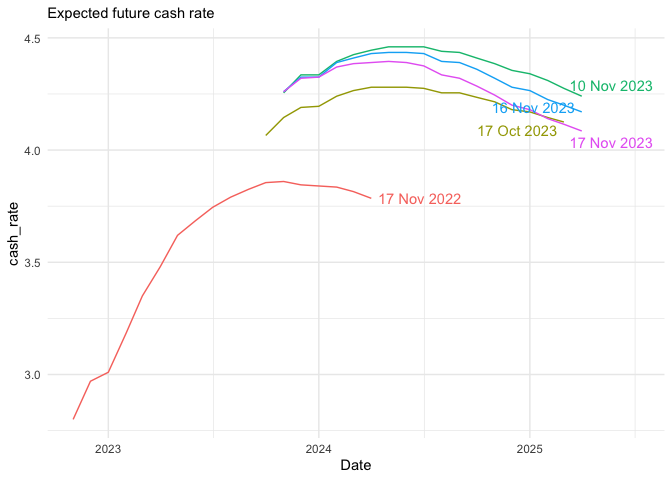 Expected future cash rate
4.5
10 Nov 2023
16 Nov 2023
17 Oct 2023
4.0
17 Nov 2023
17 Nov 2022
cash_rate
3.5
3.0
2023
2024
2025
Date